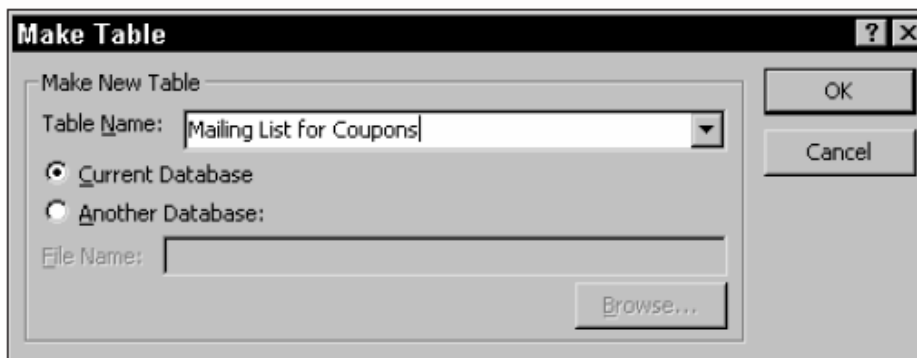 Make Table
Make New Table
Table Name: Mailing List for Coupons
Current Database
Another Database:
File Name:
Browse...
OK
Cancel